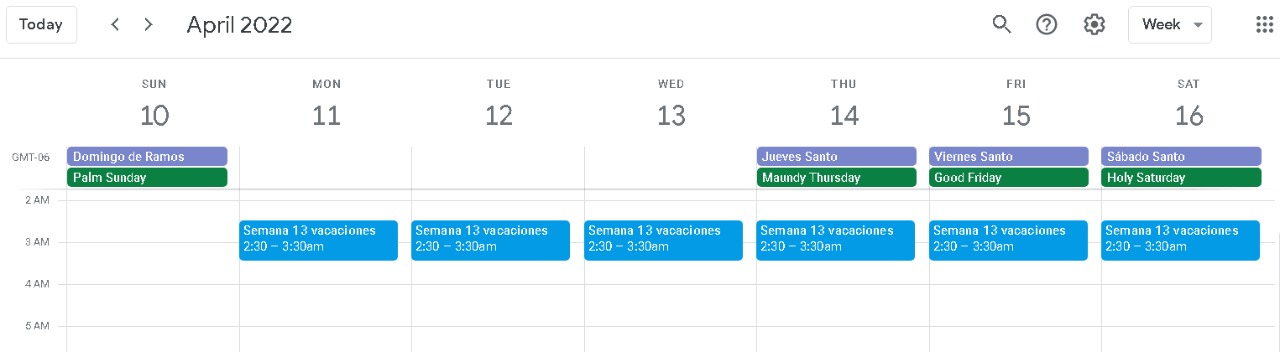 Today
April 2022
Week
SUN MON TUE WED THU FRI SAT
10 11 12 13 14 15 16
GMT-06
Domingo de Ramos Jueves Santo Viernes Santo Sábado Santo
Palm Sunday Maundy Thursday Good Friday Holy Saturday
2 AM
Semana 13 vacaciones Semana 13 vacaciones Semana 13 vacaciones Semana 13 vacaciones Semana 13 vacaciones Semana 13 vacaciones
3 AM
2:30 – 3:30am 2:30 – 3:30am 2:30 – 3:30am 2:30 – 3:30am 2:30 – 3:30am 2:30 – 3:30am
4 AM
5 AM